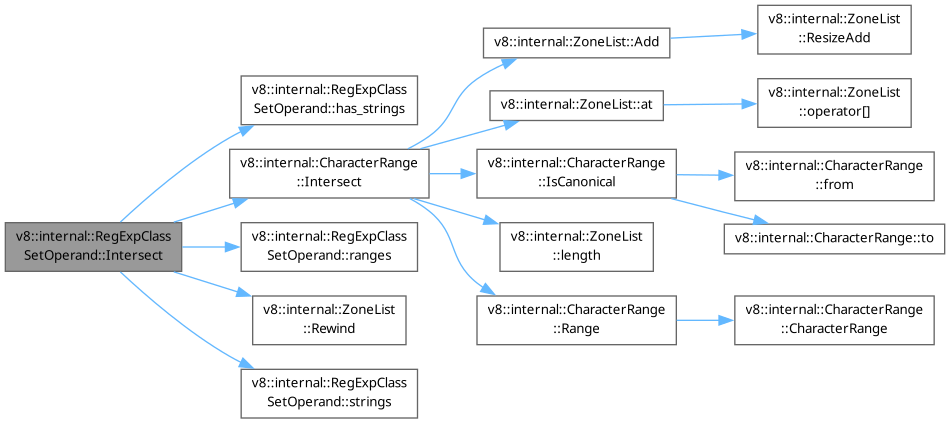 v8::internal::RegExpClass
SetOperand::Intersect
v8::internal::RegExpClass
SetOperand::has_strings
v8::internal::CharacterRange
::Intersect
v8::internal::RegExpClass
SetOperand::ranges
v8::internal::ZoneList
::Rewind
v8::internal::RegExpClass
SetOperand::strings
v8::internal::ZoneList::Add
v8::internal::ZoneList::at
v8::internal::CharacterRange
::IsCanonical
v8::internal::ZoneList
::length
v8::internal::CharacterRange
::Range
v8::internal::ZoneList
::ResizeAdd
v8::internal::ZoneList
::operator[]
v8::internal::CharacterRange
::from
v8::internal::CharacterRange::to
v8::internal::CharacterRange
::CharacterRange